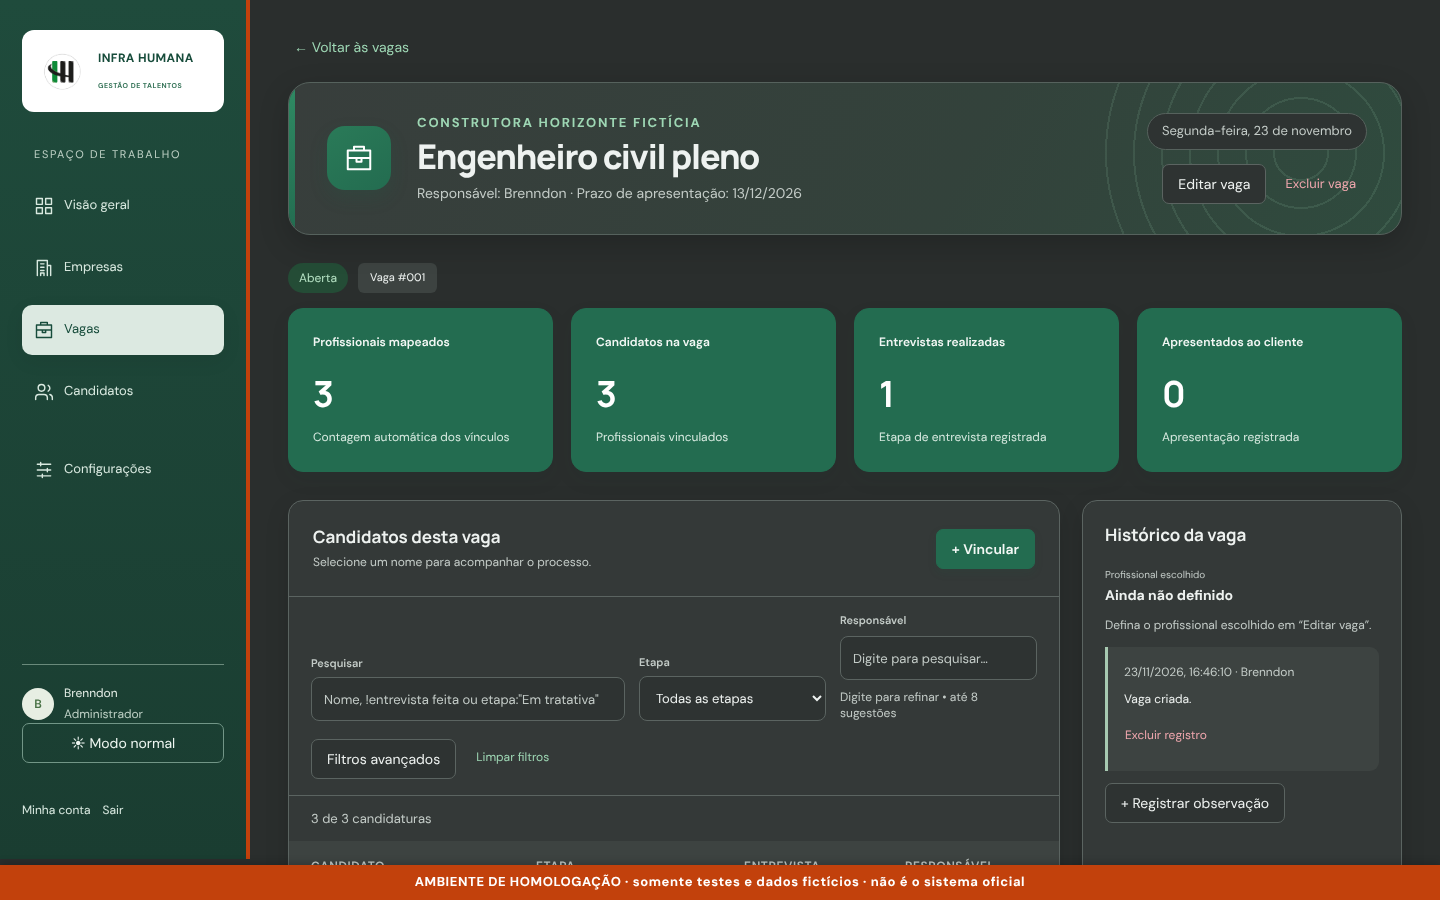 INFRA HUMANA
GESTÃO DE TALENTOS
ESPAÇO DE TRABALHO
Visão geral
Empresas
Vagas
Candidatos
Configurações
B
Brenndon
Administrador
☀ Modo normal
Minha conta Sair
← Voltar às vagas
CONSTRUTORA HORIZONTE FICTÍCIA
Engenheiro civil pleno
Responsável: Brenndon · Prazo de apresentação: 13/12/2026
Segunda-feira, 23 de novembro
Editar vaga Excluir vaga
Aberta Vaga #001
Profissionais mapeados
3
Contagem automática dos vínculos
Candidatos na vaga
3
Profissionais vinculados
Entrevistas realizadas
1
Etapa de entrevista registrada
Apresentados ao cliente
0
Apresentação registrada
Candidatos desta vaga
Selecione um nome para acompanhar o processo.
+ Vincular
Pesquisar
Nome, !entrevista feita ou etapa:"Em tratativa"
Etapa
Todas as etapas
Responsável
Digite para pesquisar...
Digite para refinar • até 8
sugestões
Filtros avançados Limpar filtros
3 de 3 candidaturas
CANDIDATO ETAPA ENTREVISTA RESPONSÁVEL
Histórico da vaga
Profissional escolhido
Ainda não definido
Defina o profissional escolhido em “Editar vaga”.
23/11/2026, 16:46:10 · Brenndon
Vaga criada.
Excluir registro
+ Registrar observação
AMBIENTE DE HOMOLOGAÇÃO · somente testes e dados fictícios · não é o sistema oficial